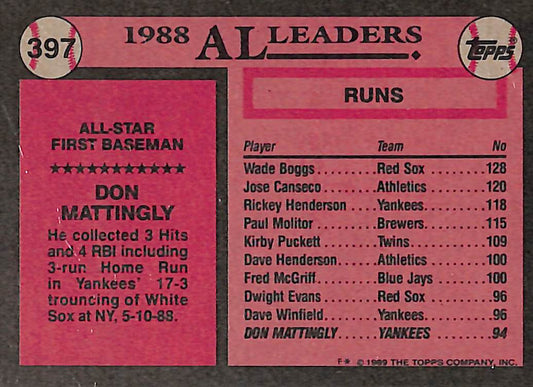 397
1988 AL LEADERS
Topps®
ALL-STAR
FIRST BASEMAN
★★★★★★★★★★★
DON
MATTINGLY
He collected 3 Hits
and 4 RBI including
3-run Home Run
in Yankees' 17-3
trouncing of White
Sox at NY, 5-10-88.
RUNS
Player Team No
Wade Boggs........Red Sox.........128
Jose Canseco......Athletics........120
Rickey Henderson..Yankees........118
Paul Molitor.......Brewers........115
Kirby Puckett......Twins...........109
Dave Henderson...Athletics........100
Fred McGriff.......Blue Jays.......100
Dwight Evans......Red Sox..........96
Dave Winfield......Yankees.........96
DON MATTINGLY......YANKEES........94
F* © 1989 THE TOPPS COMPANY, INC.